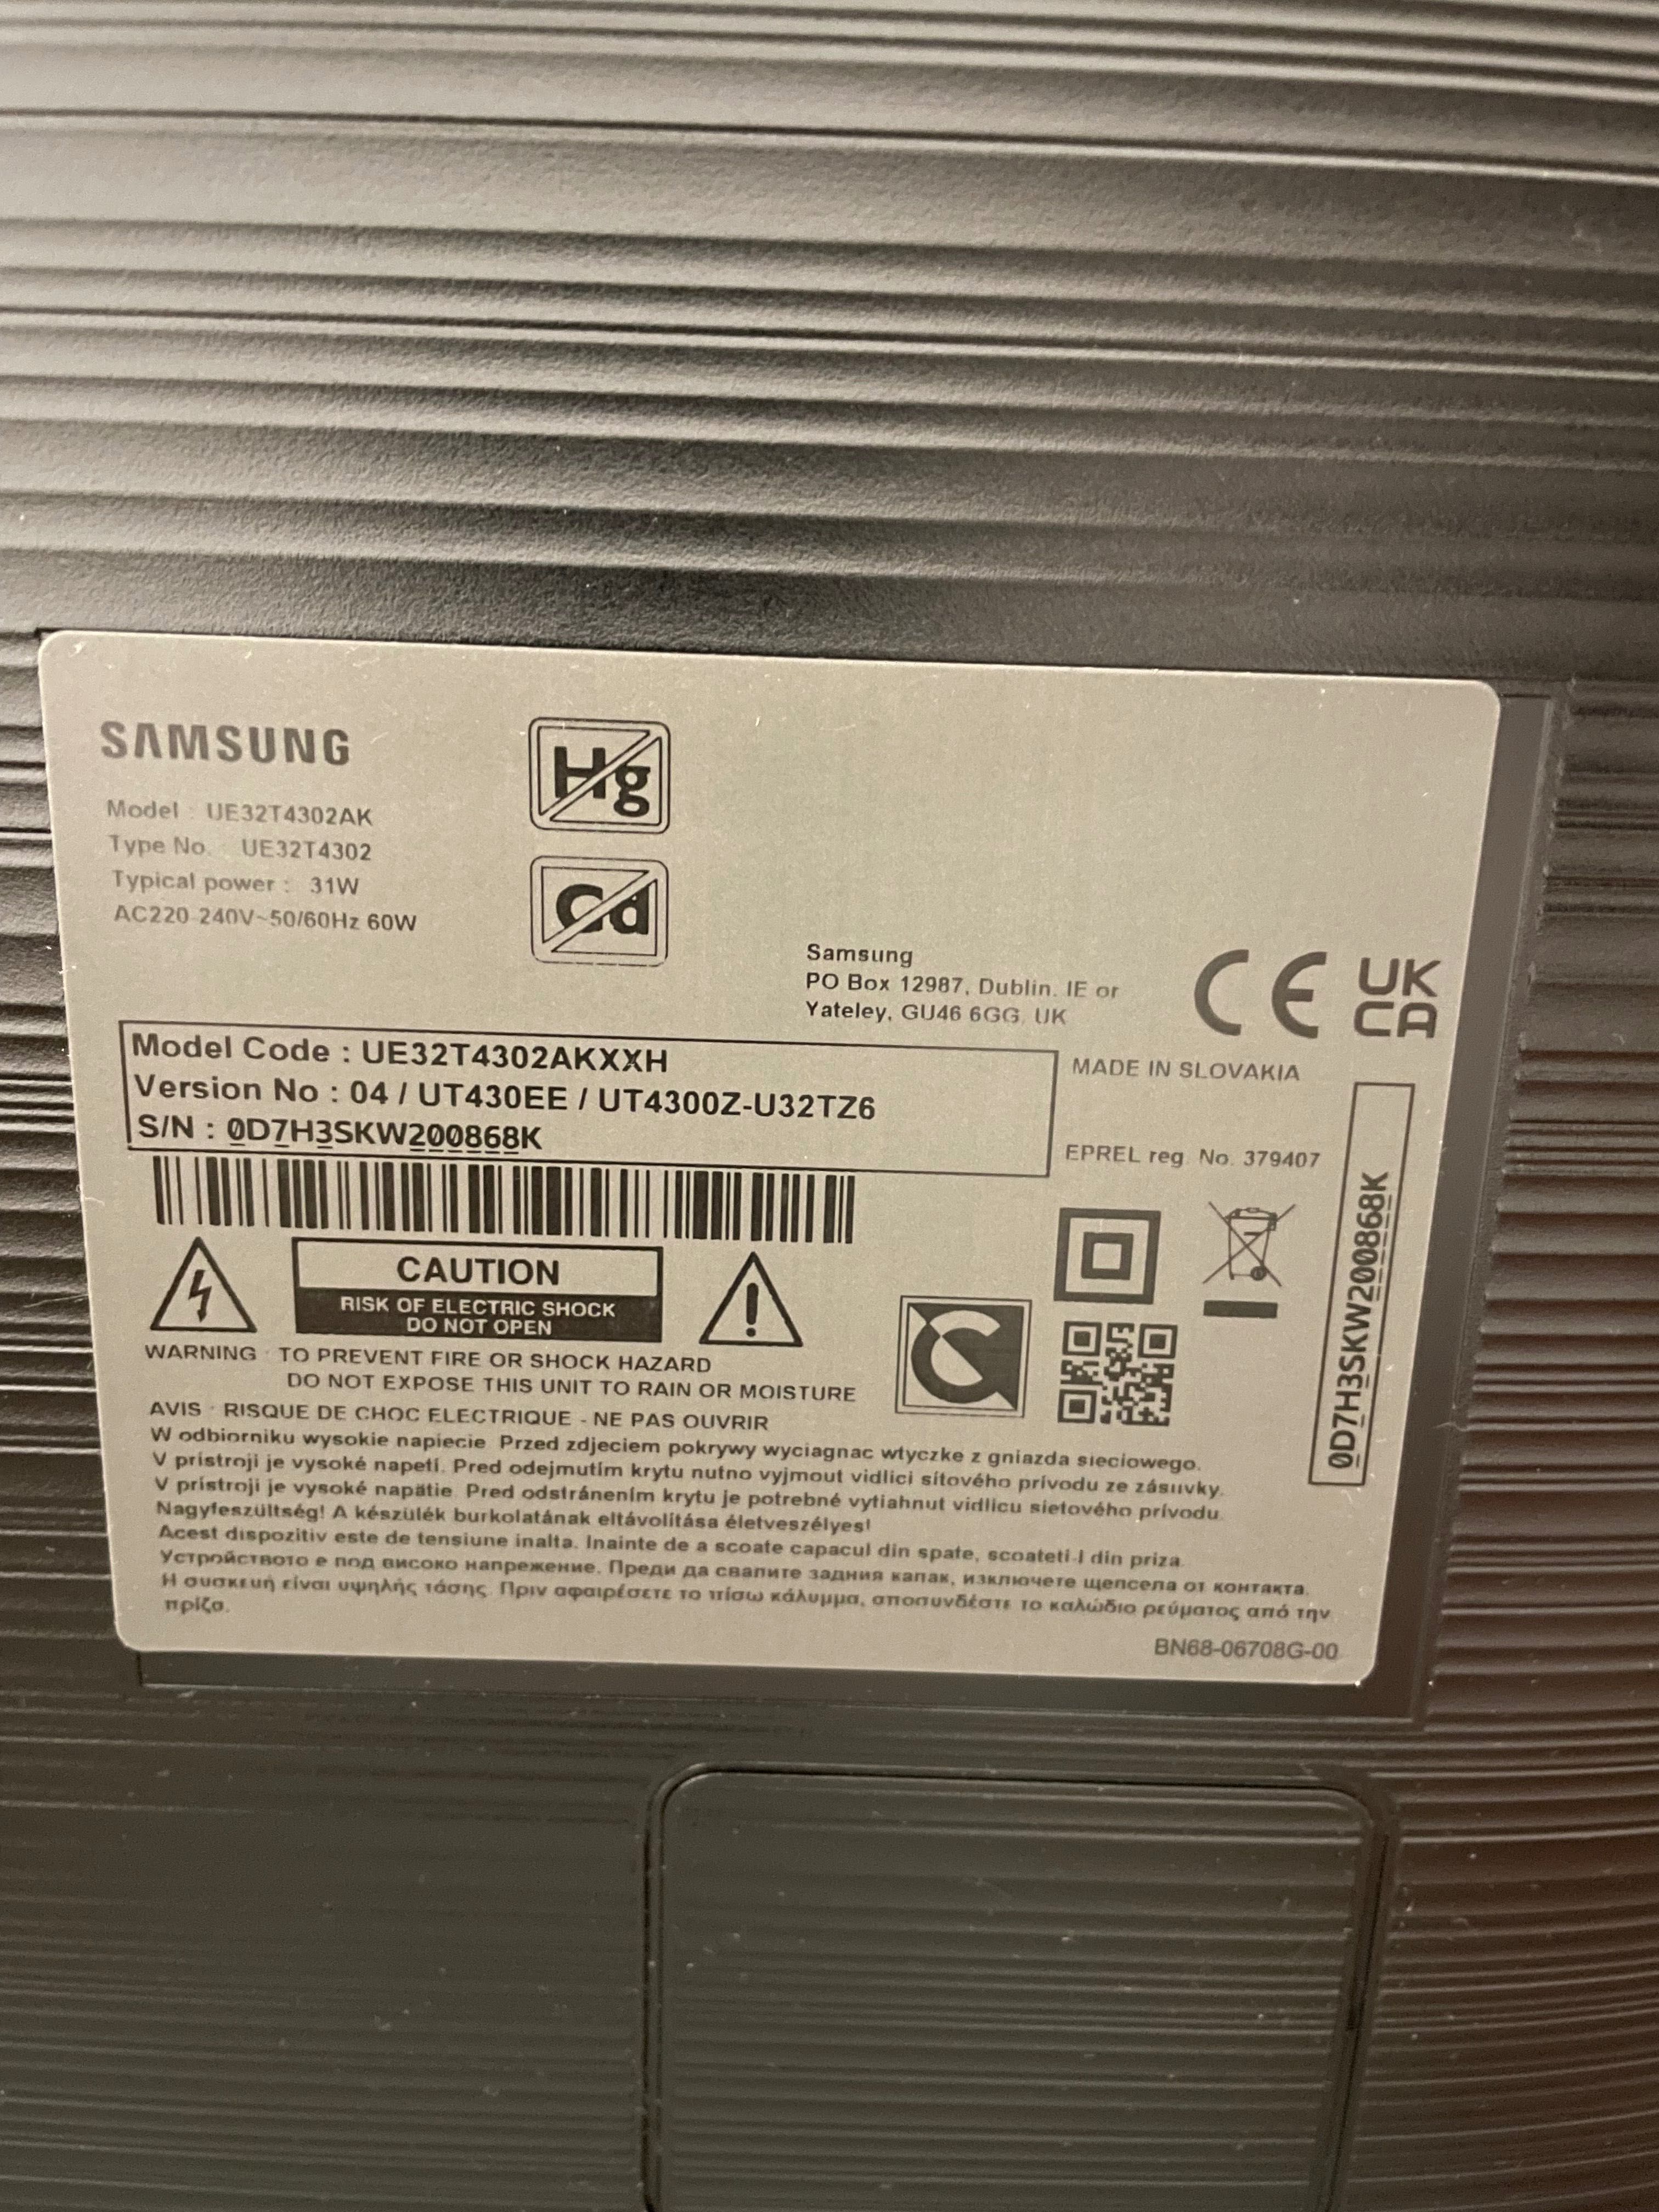 SAMSUNG
Model : UE32T4302AK
Type No. : UE32T4302
Typical power : 31W
AC220-240V~50/60Hz 60W
Hg
Cd
Samsung
PO Box 12987, Dublin. IE or
Yateley, GU46 6GG, UK
CE
UK
CA
Model Code : UE32T4302AKXXH
Version No : 04 / UT430EE / UT4300Z-U32TZ6
S/N : 0D7H3SKW200868K
MADE IN SLOVAKIA
EPREL reg. No. 379407
0D7H3SKW200868K
CAUTION
RISK OF ELECTRIC SHOCK
DO NOT OPEN
WARNING : TO PREVENT FIRE OR SHOCK HAZARD
DO NOT EXPOSE THIS UNIT TO RAIN OR MOISTURE
AVIS : RISQUE DE CHOC ELECTRIQUE - NE PAS OUVRIR
W odbiorniku wysokie napiecie. Przed zdjeciem pokrywy wyciagnac wtyczke z gniazda sieciowego.
V pristroji je vysoké napetí. Pred odejmutím krytu nutno vyjmout vidlici sítového prívodu ze zásuvky.
V prístroji je vysoké napätie. Pred odstránením krytu je potrebné vytiahnut vidlicu sietového prívodu.
Nagyfeszültség! A készülék burkolatának eltávolítása életveszélyes!
Acest dispozitiv este de tensiune inalta. Inainte de a scoate capacul din spate, scoateti-l din priza.
Устройството е под високо напрежение. Преди да свалите задния капак, изключете щепсела от контакта.
Η συσκευή είναι υψηλής τάσης. Πριν αφαιρέσετε το πίσω κάλυμμα, αποσυνδέστε το καλώδιο ρεύματος από την
πρίζα.
BN68-06708G-00